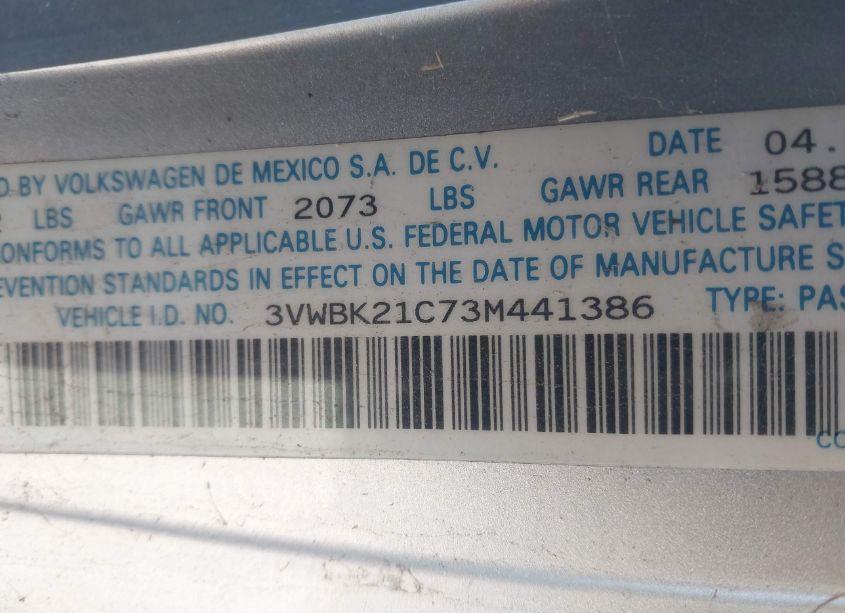 D BY VOLKSWAGEN DE MEXICO S.A. DE C.V. DATE 04.
LBS GAWR FRONT 2073 LBS GAWR REAR 1588
ONFORMS TO ALL APPLICABLE U.S. FEDERAL MOTOR VEHICLE SAFET
EVENTION STANDARDS IN EFFECT ON THE DATE OF MANUFACTURE S
VEHICLE I.D. NO. 3VWBK21C73M441386 TYPE: PAS
CO